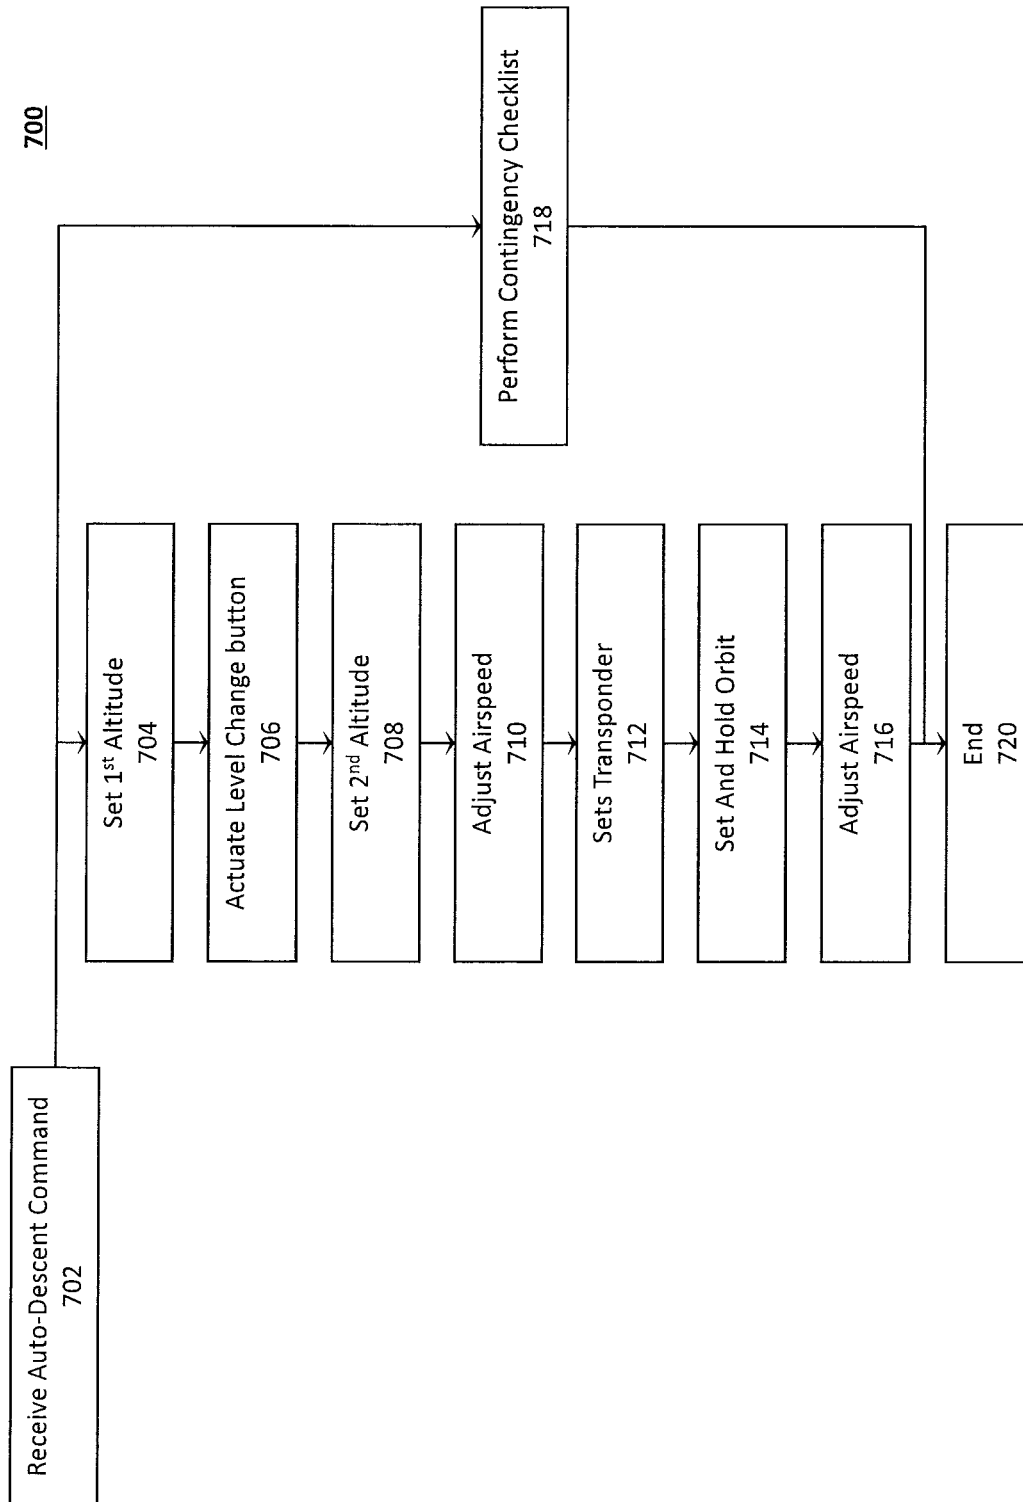 700
Receive Auto-Descent Command
702
Set 1st Altitude
704
Actuate Level Change button
706
Set 2nd Altitude
708
Adjust Airspeed
710
Sets Transponder
712
Set And Hold Orbit
714
Adjust Airspeed
716
Perform Contingency Checklist
718
End
720